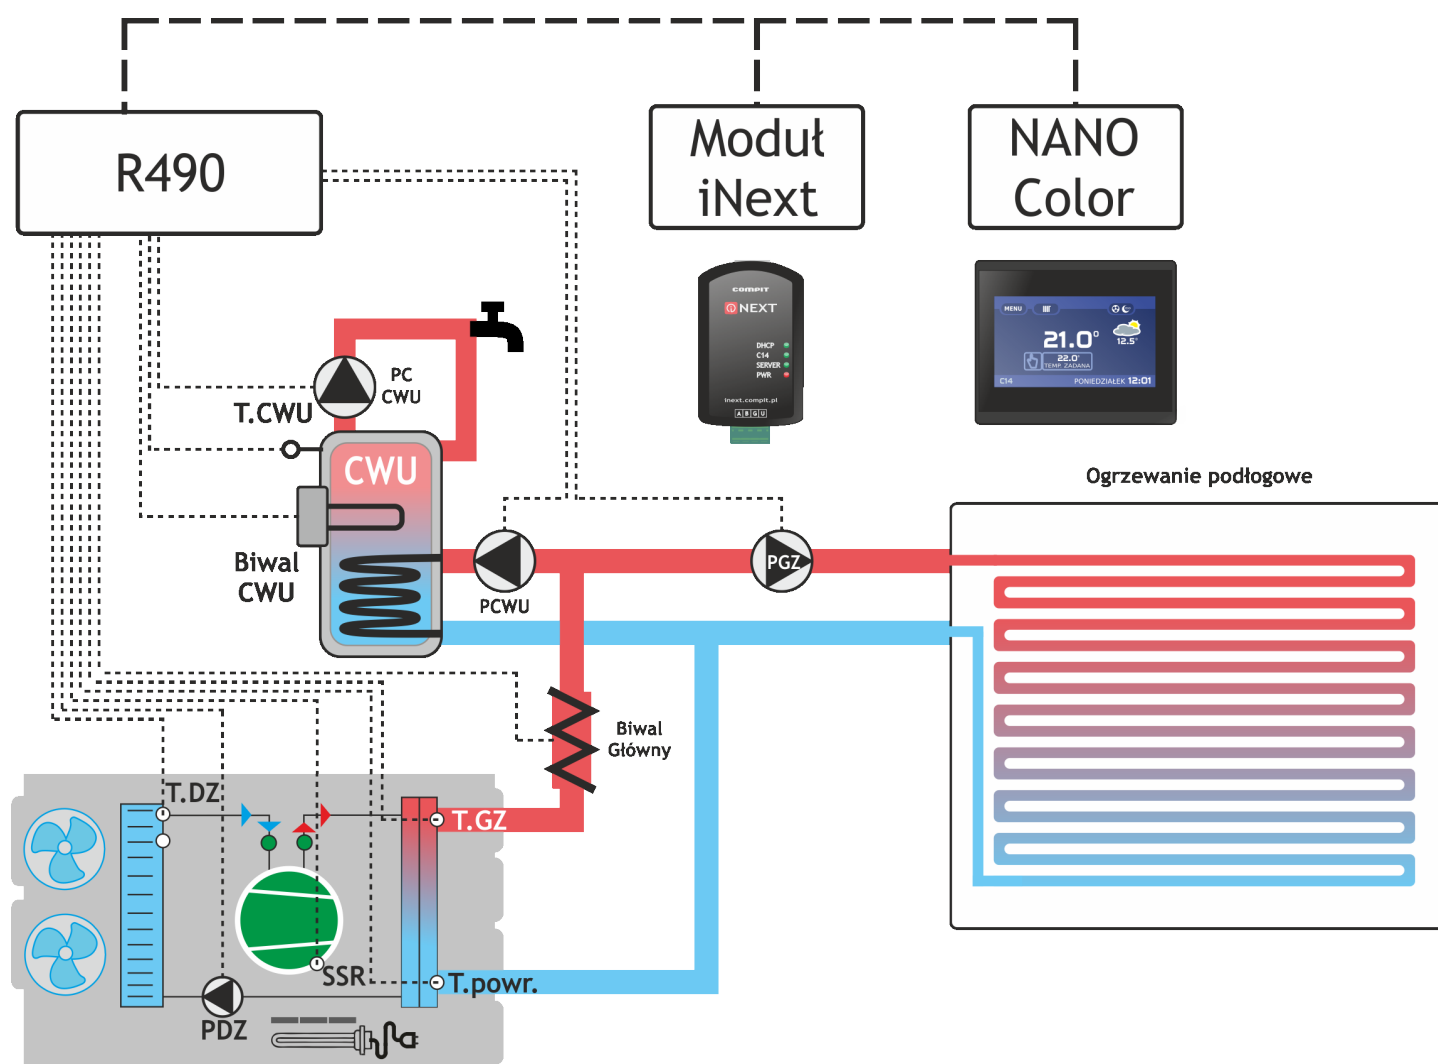 R490
Moduł
iNext
NANO
Color
COMPIT
iNEXT
DHCP
C14
SERVER
PWR
inext.compit.pl
A B G U
MENU
21.0°
12.5°
22.0°
TEMP. ZADANA
C14
PONIEDZIAŁEK 12:01
PC
CWU
T.CWU
CWU
Ogrzewanie podłogowe
Biwal
CWU
PCWU
PGZ
Biwal
Główny
T.DZ
T.GZ
SSR
T.powr.
PDZ